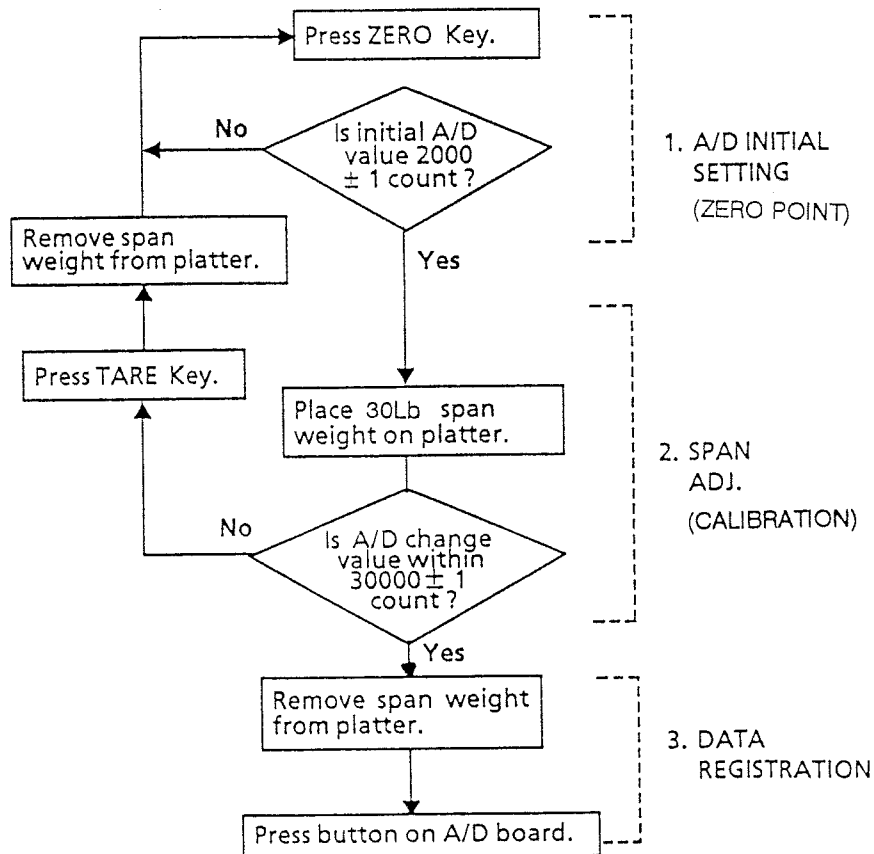 Press ZERO Key.
No
Is initial A/D
value 2000
± 1 count ?
1. A/D INITIAL
SETTING
(ZERO POINT)
Remove span
weight from platter.
Yes
Press TARE Key.
Place 30Lb span
weight on platter.
2. SPAN
ADJ.
(CALIBRATION)
No
Is A/D change
value within
30000 ± 1
count ?
Yes
Remove span weight
from platter.
3. DATA
REGISTRATION
Press button on A/D board.